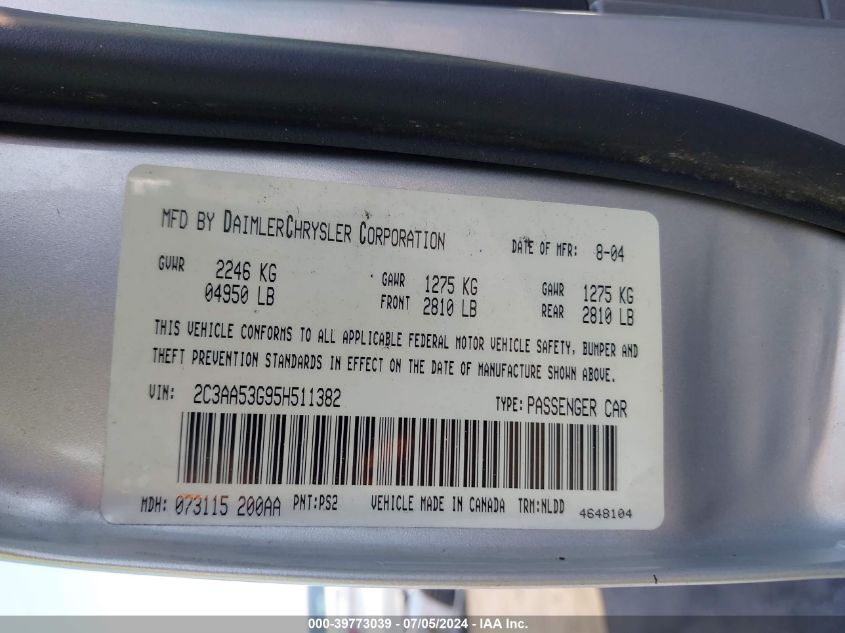 MFD BY DAIMLERCHRYSLER CORPORATION DATE OF MFR: 8-04
GVWR 2246 KG GAWR 1275 KG GAWR 1275 KG
04950 LB FRONT 2810 LB REAR 2810 LB
THIS VEHICLE CONFORMS TO ALL APPLICABLE FEDERAL MOTOR VEHICLE SAFETY, BUMPER AND
THEFT PREVENTION STANDARDS IN EFFECT ON THE DATE OF MANUFACTURE SHOWN ABOVE.
VIN: 2C3AA53G95H511382 TYPE: PASSENGER CAR
MDH: 073115 200AA PNT:PS2 VEHICLE MADE IN CANADA TRM:NLDD 4648104
000-39773039 / 07/05/2024 / IAA Inc.